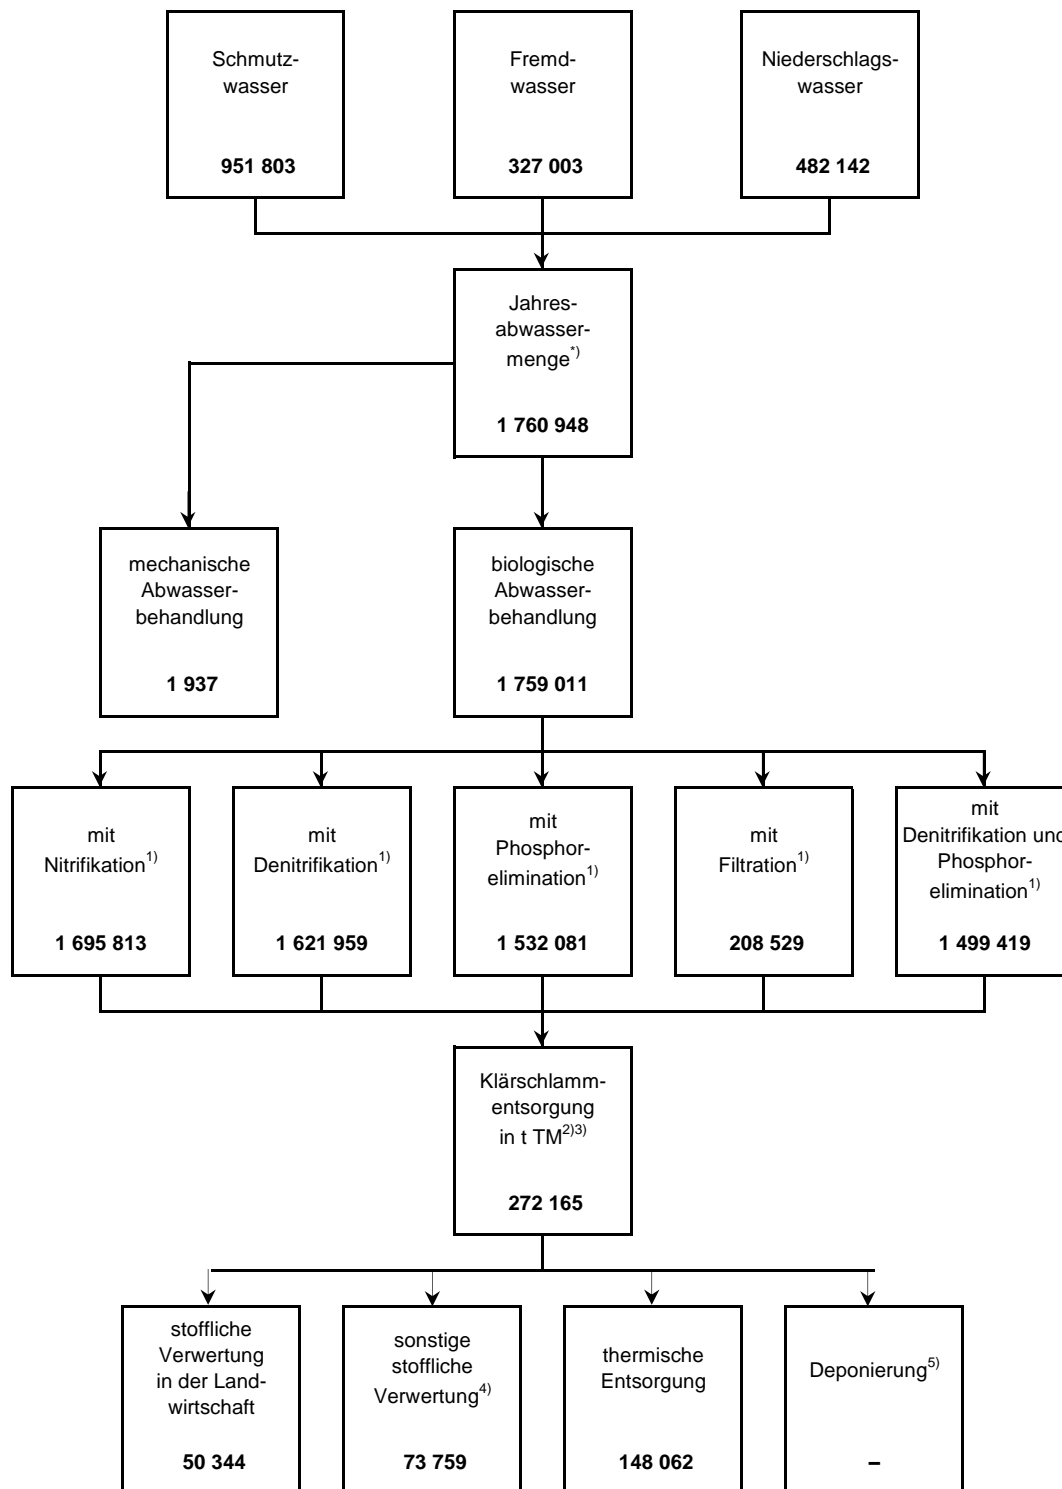 Schmutz-
wasser
951 803
Fremd-
wasser
327 003
Niederschlags-
wasser
482 142
Jahres-
abwasser-
menge*)
1 760 948
mechanische
Abwasser-
behandlung
1 937
biologische
Abwasser-
behandlung
1 759 011
mit
Nitrifikation1)
1 695 813
mit
Denitrifikation1)
1 621 959
mit
Phosphor-
elimination1)
1 532 081
mit
Filtration1)
208 529
mit
Denitrifikation und
Phosphor-
elimination1)
1 499 419
Klärschlamm-
entsorgung
in t TM2)3)
272 165
stoffliche
Verwertung
in der Land-
wirtschaft
50 344
sonstige
stoffliche
Verwertung4)
73 759
thermische
Entsorgung
148 062
Deponierung5)
–